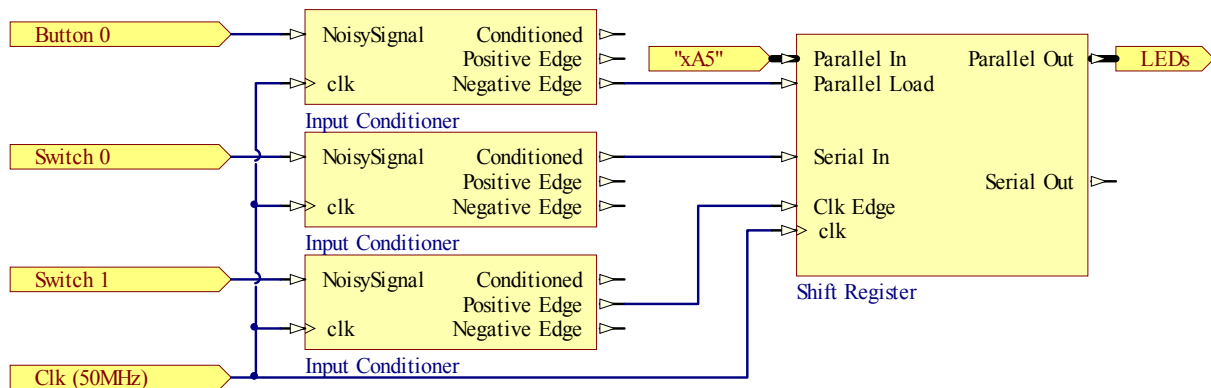 Button 0
NoisySignal
Conditioned
Positive Edge
clk
Negative Edge
Input Conditioner
Switch 0
NoisySignal
Conditioned
Positive Edge
clk
Negative Edge
Input Conditioner
Switch 1
NoisySignal
Conditioned
Positive Edge
clk
Negative Edge
Input Conditioner
Clk (50MHz)
"xA5"
Parallel In
Parallel Out
LEDs
Parallel Load
Serial In
Serial Out
Clk Edge
clk
Shift Register